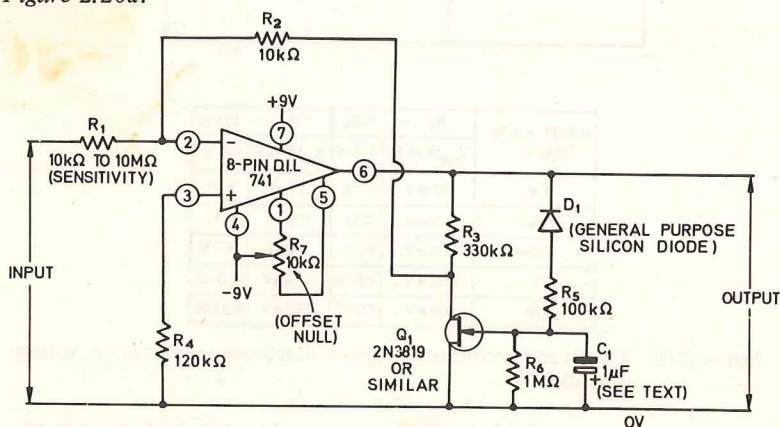 Figure 2.20a.
R2
10kΩ
+9V
R1
10kΩ TO 10MΩ
(SENSITIVITY)
2
7
-
8-PIN D.I.L
741
6
3
+
5
4
1
R7
10kΩ
-9V
(OFFSET
NULL)
R3
330kΩ
D1
(GENERAL PURPOSE
SILICON DIODE)
INPUT
R5
100kΩ
OUTPUT
R4
120kΩ
Q1
2N3819
OR
SIMILAR
R6
1MΩ
C1
1µF
+
(SEE TEXT)
0V